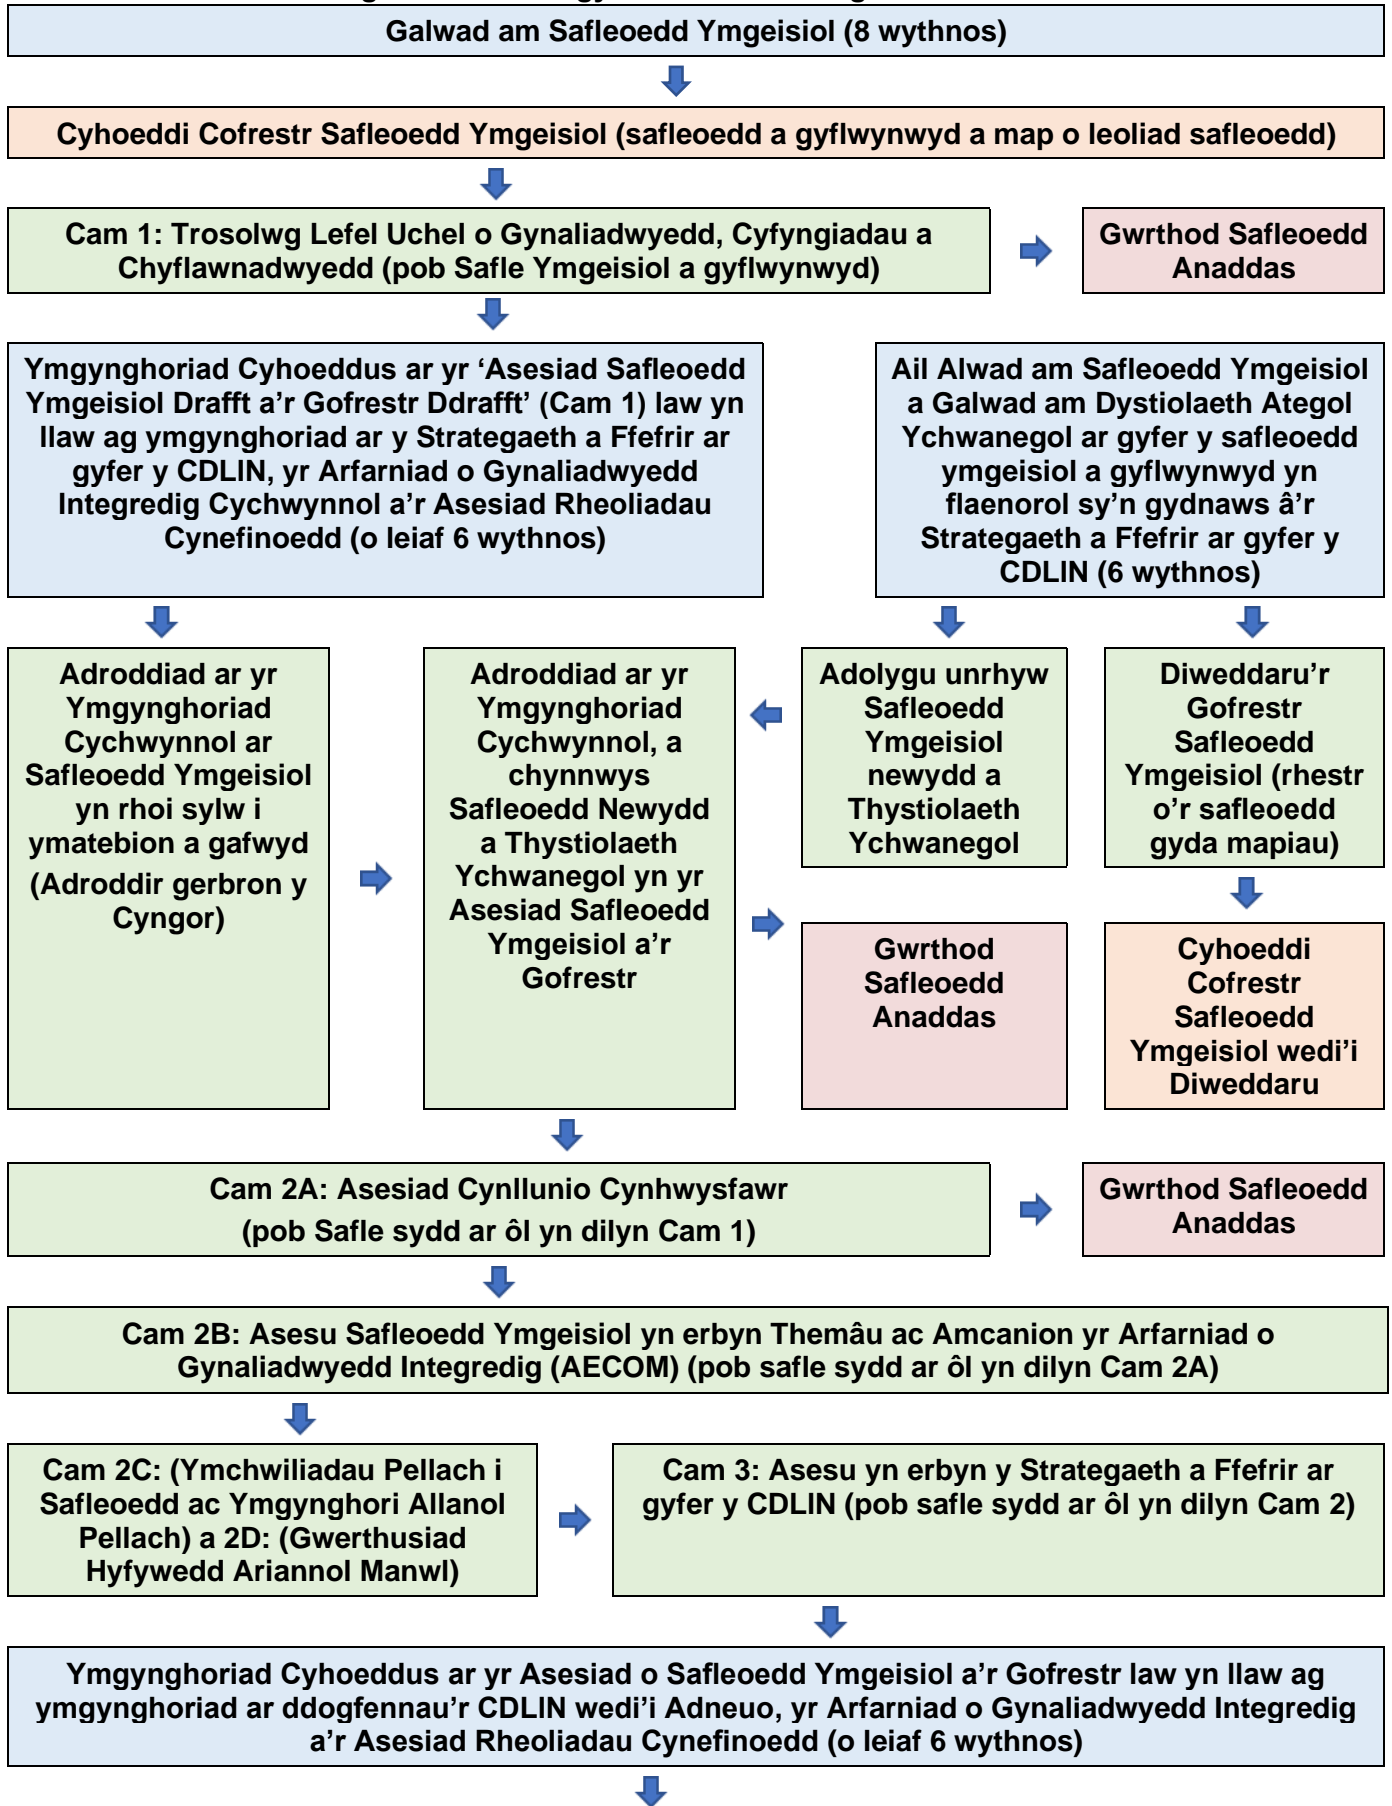 Galwad am Safleoedd Ymgeisiol (8 wythnos)
Cyhoeddi Cofrestr Safleoedd Ymgeisiol (safleoedd a gyflwynwyd a map o leoliad safleoedd)
Cam 1: Trosolwg Lefel Uchel o Gynaliadwyedd, Cyfyngiadau a
Chyflawnadwyedd (pob Safle Ymgeisiol a gyflwynwyd)
Gwrthod Safleoedd
Anaddas
Ymgynghoriad Cyhoeddus ar yr ‘Asesiad Safleoedd
Ymgeisiol Drafft a’r Gofrestr Ddrafft’ (Cam 1) law yn
llaw ag ymgynghoriad ar y Strategaeth a Ffefrir ar
gyfer y CDLlN, yr Arfarniad o Gynaliadwyedd
Integredig Cychwynnol a’r Asesiad Rheoliadau
Cynefinoedd (o leiaf 6 wythnos)
Ail Alwad am Safleoedd Ymgeisiol
a Galwad am Dystiolaeth Ategol
Ychwanegol ar gyfer y safleoedd
ymgeisiol a gyflwynwyd yn
flaenorol sy’n gydnaws â’r
Strategaeth a Ffefrir ar gyfer y
CDLlN (6 wythnos)
Adroddiad ar yr
Ymgynghoriad
Cychwynnol ar
Safleoedd Ymgeisiol
yn rhoi sylw i
ymatebion a gafwyd
(Adroddir gerbron y
Cyngor)
Adroddiad ar yr
Ymgynghoriad
Cychwynnol, a
chynnwys
Safleoedd Newydd
a Thystiolaeth
Ychwanegol yn yr
Asesiad Safleoedd
Ymgeisiol a’r
Gofrestr
Adolygu unrhyw
Safleoedd
Ymgeisiol
newydd a
Thystiolaeth
Ychwanegol
Diweddaru’r
Gofrestr
Safleoedd
Ymgeisiol (rhestr
o’r safleoedd
gyda mapiau)
Gwrthod
Safleoedd
Anaddas
Cyhoeddi
Cofrestr
Safleoedd
Ymgeisiol wedi’i
Diweddaru
Cam 2A: Asesiad Cynllunio Cynhwysfawr
(pob Safle sydd ar ôl yn dilyn Cam 1)
Gwrthod Safleoedd
Anaddas
Cam 2B: Asesu Safleoedd Ymgeisiol yn erbyn Themâu ac Amcanion yr Arfarniad o
Gynaliadwyedd Integredig (AECOM) (pob safle sydd ar ôl yn dilyn Cam 2A)
Cam 2C: (Ymchwiliadau Pellach i
Safleoedd ac Ymgynghori Allanol
Pellach) a 2D: (Gwerthusiad
Hyfywedd Ariannol Manwl)
Cam 3: Asesu yn erbyn y Strategaeth a Ffefrir ar
gyfer y CDLlN (pob safle sydd ar ôl yn dilyn Cam 2)
Ymgynghoriad Cyhoeddus ar yr Asesiad o Safleoedd Ymgeisiol a’r Gofrestr law yn llaw ag
ymgynghoriad ar ddogfennau’r CDLlN wedi’i Adneuo, yr Arfarniad o Gynaliadwyedd Integredig
a’r Asesiad Rheoliadau Cynefinoedd (o leiaf 6 wythnos)